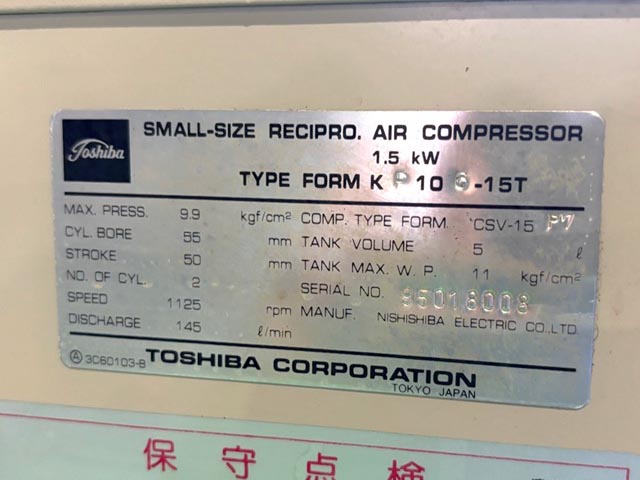 Toshiba
SMALL-SIZE RECIPRO. AIR COMPRESSOR
1.5 kW
TYPE FORM K P 10 -15T
MAX. PRESS. 9.9 kgf/cm²
CYL. BORE 55 mm
STROKE 50 mm
NO. OF CYL. 2
SPEED 1125 rpm
DISCHARGE 145 ℓ/min
COMP. TYPE FORM. CSV-15 P7
TANK VOLUME 5 ℓ
TANK MAX. W. P. 11 kgf/cm²
SERIAL NO. 95018008
MANUF. NISHISHIBA ELECTRIC CO., LTD.
Ⓐ 3C60103-B TOSHIBA CORPORATION
TOKYO JAPAN
保守点検